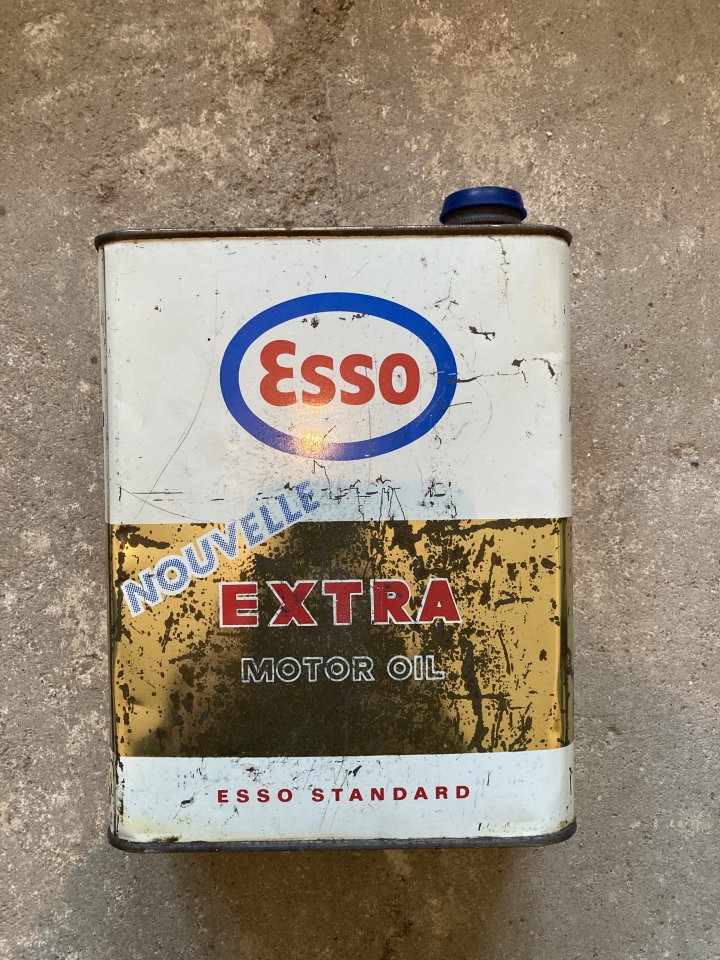 Esso
NOUVELLE
EXTRA
MOTOR OIL
ESSO STANDARD